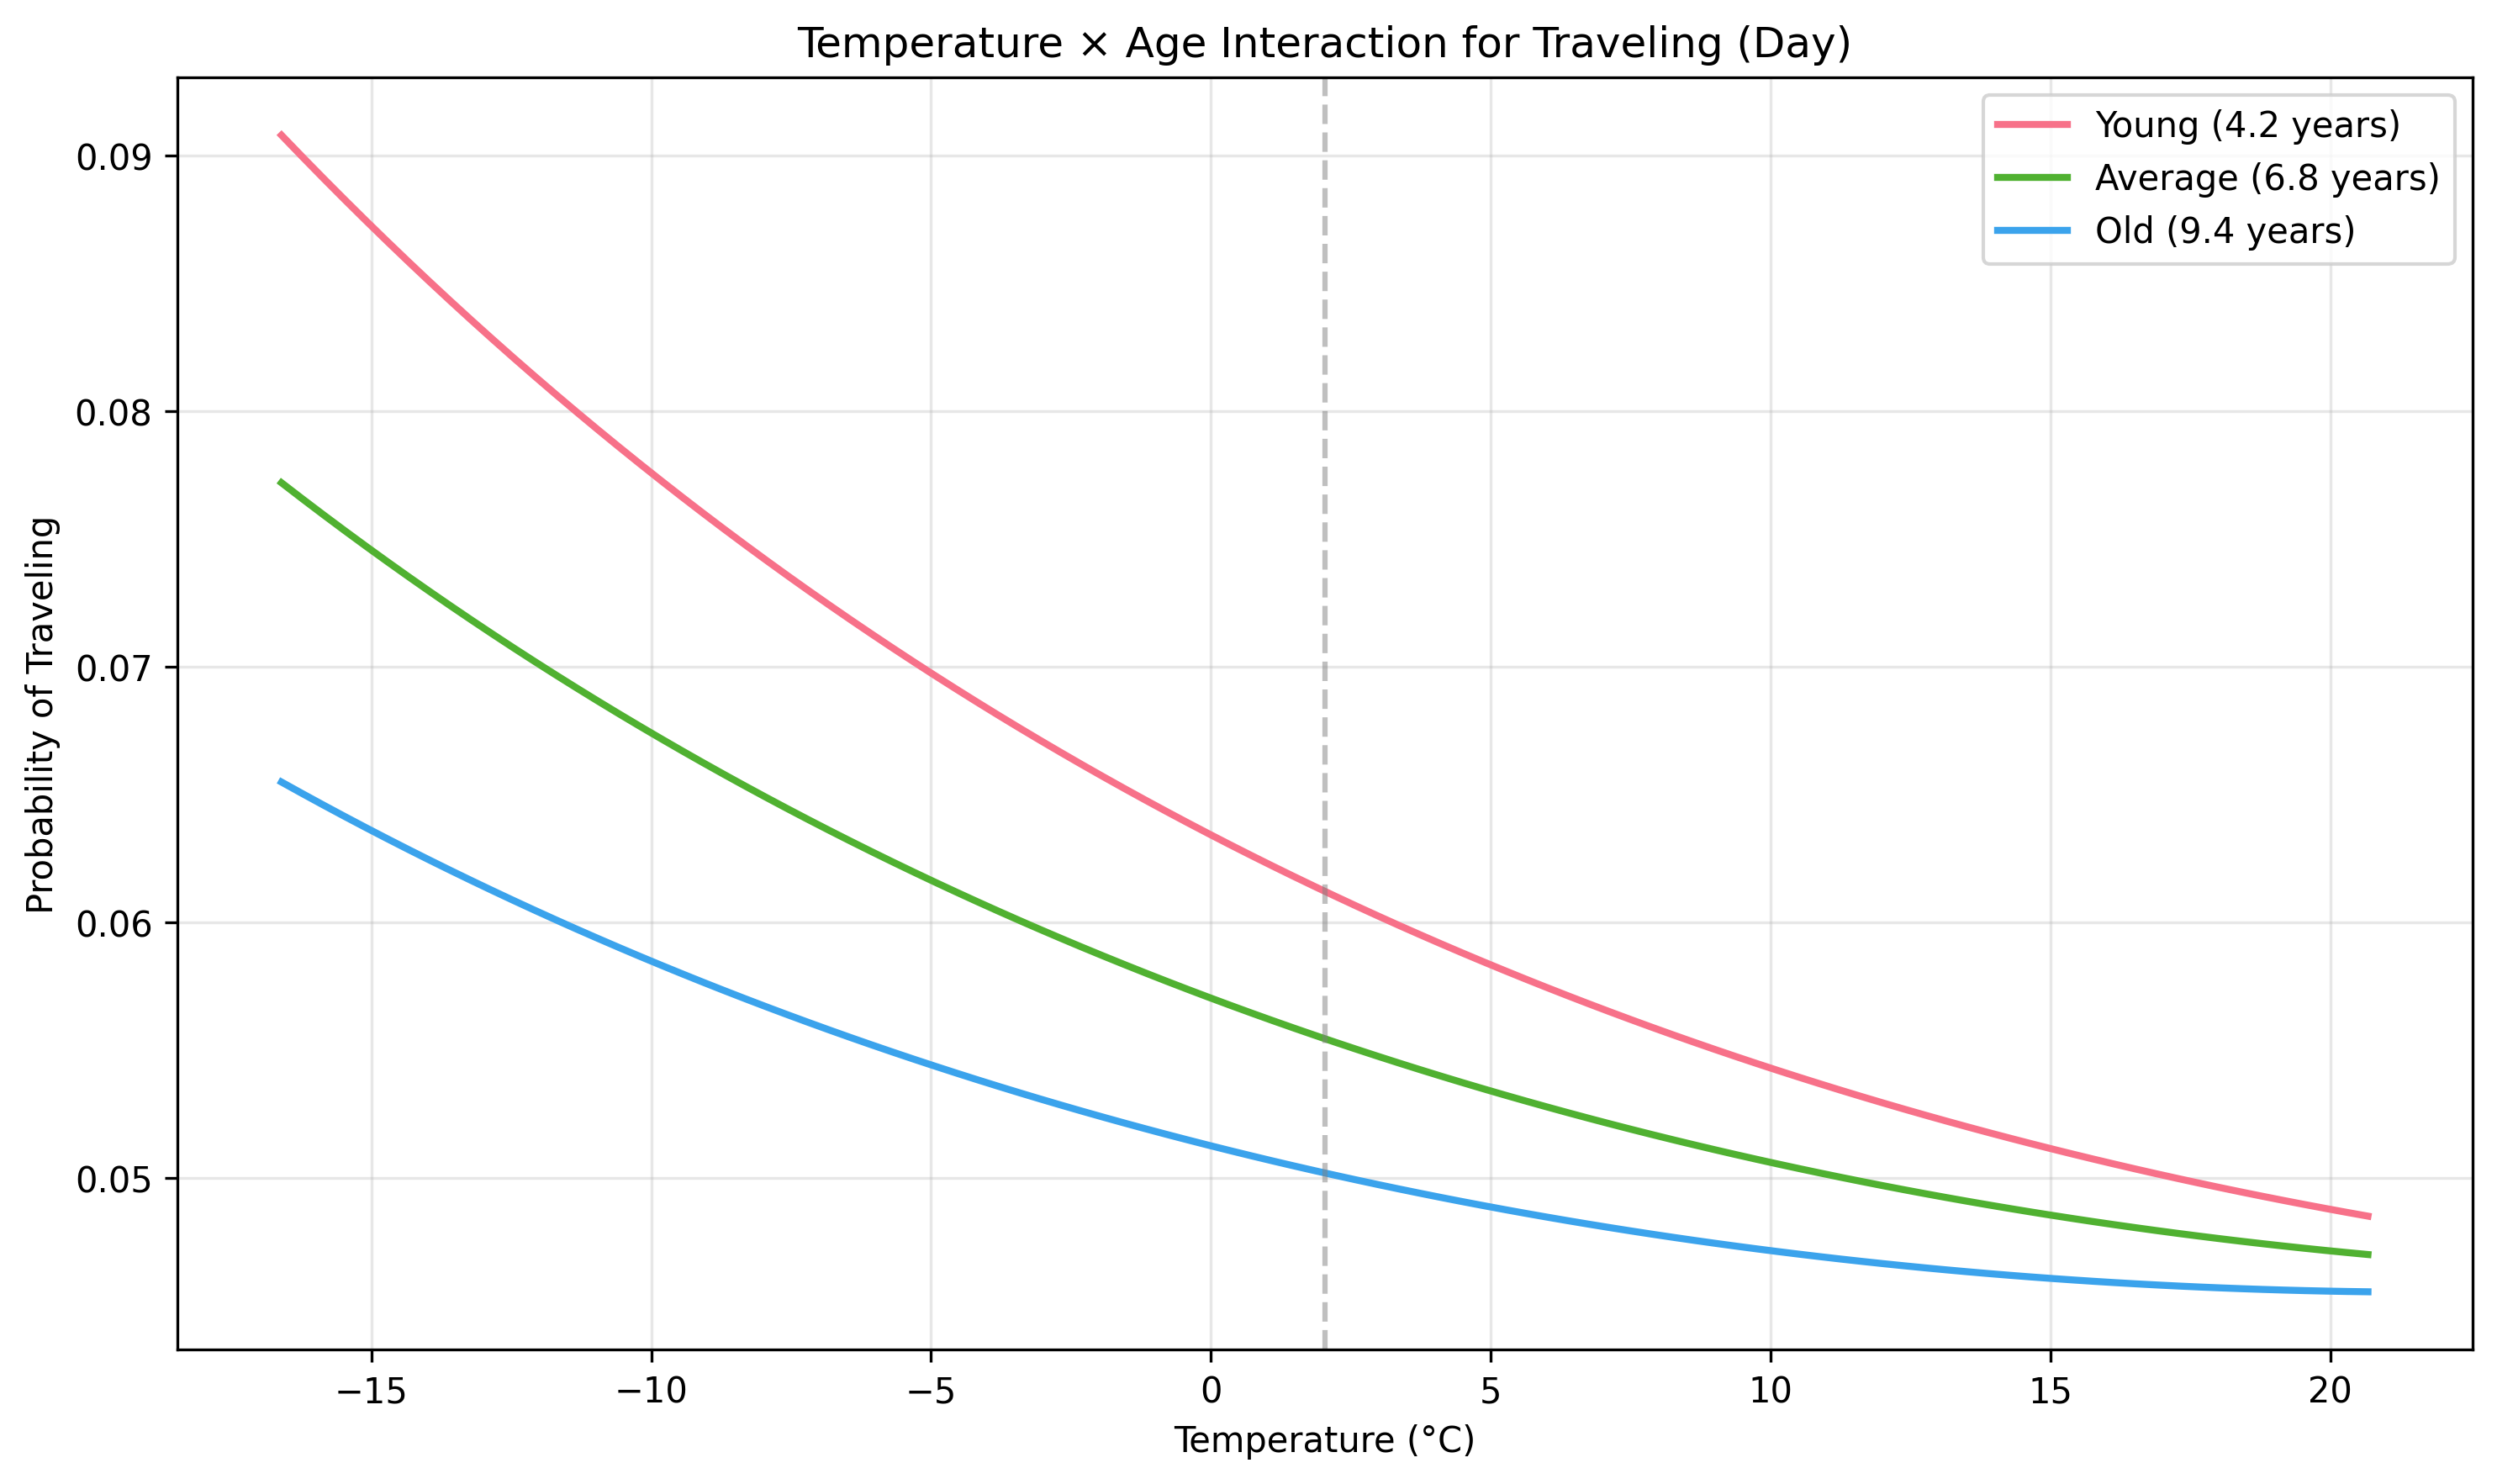 Temperature × Age Interaction for Traveling (Day)
Young (4.2 years)
Average (6.8 years)
Old (9.4 years)
Probability of Traveling
0.09
0.08
0.07
0.06
0.05
−15
−10
−5
0
5
10
15
20
Temperature (°C)